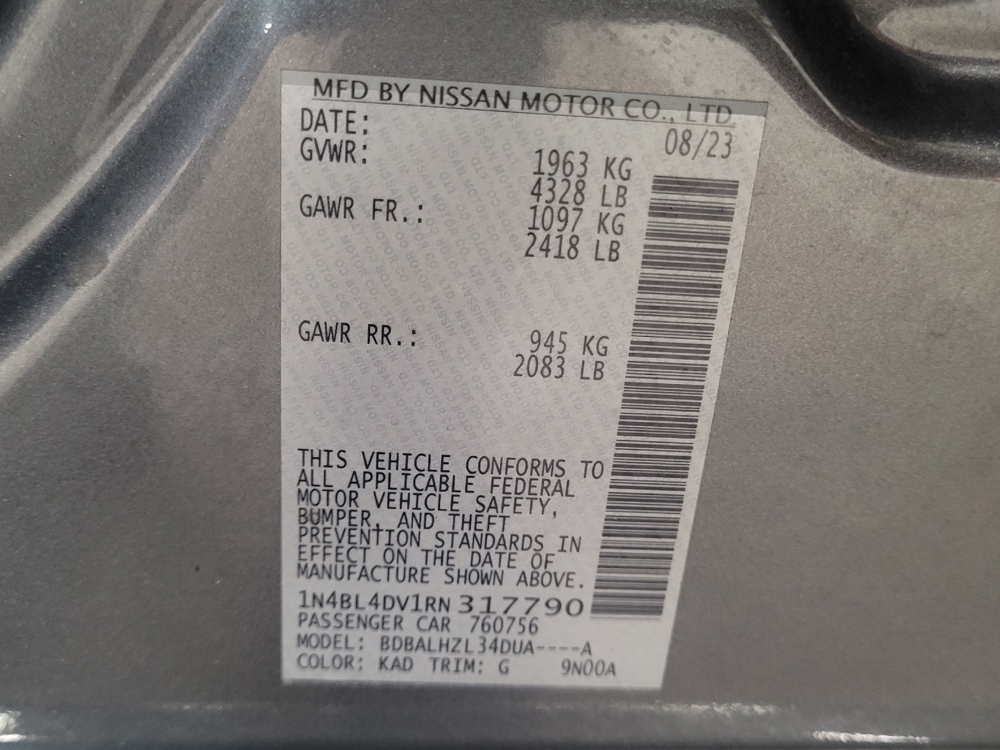 MFD BY NISSAN MOTOR CO., LTD.
DATE: 08/23
GVWR: 1963 KG
4328 LB
GAWR FR.: 1097 KG
2418 LB
GAWR RR.: 945 KG
2083 LB
THIS VEHICLE CONFORMS TO
ALL APPLICABLE FEDERAL
MOTOR VEHICLE SAFETY,
BUMPER, AND THEFT
PREVENTION STANDARDS IN
EFFECT ON THE DATE OF
MANUFACTURE SHOWN ABOVE.
1N4BL4DV1RN317790
PASSENGER CAR 760756
MODEL: BDBALHZL34DUA----A
COLOR: KAD TRIM: G 9N00A